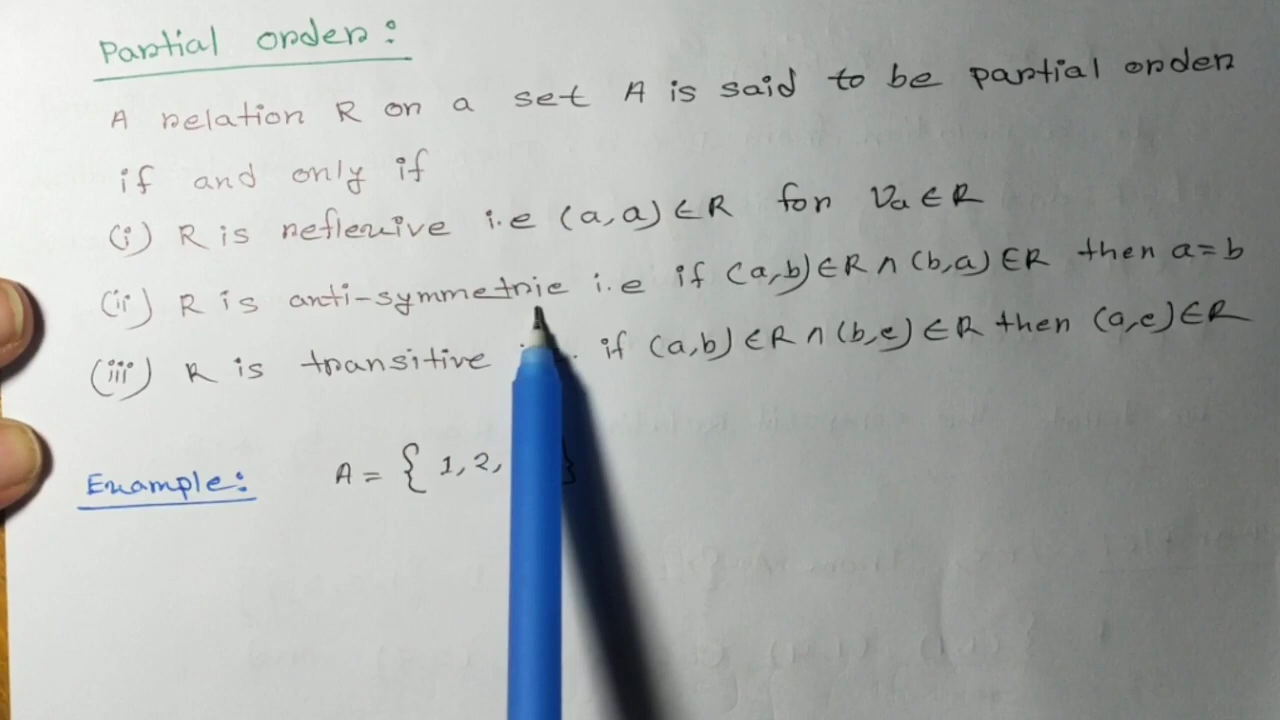 Partial order:
A relation R on a set A is said to be partial order
if and only if
(i) R is reflexive i.e (a,a) ∈ R for ∀a ∈ R
(ii) R is anti-symmetric i.e if (a,b) ∈ R ∧ (b,a) ∈ R then a = b
(iii) R is transitive if (a,b) ∈ R ∧ (b,c) ∈ R then (a,c) ∈ R
Example: A = { 1, 2, }